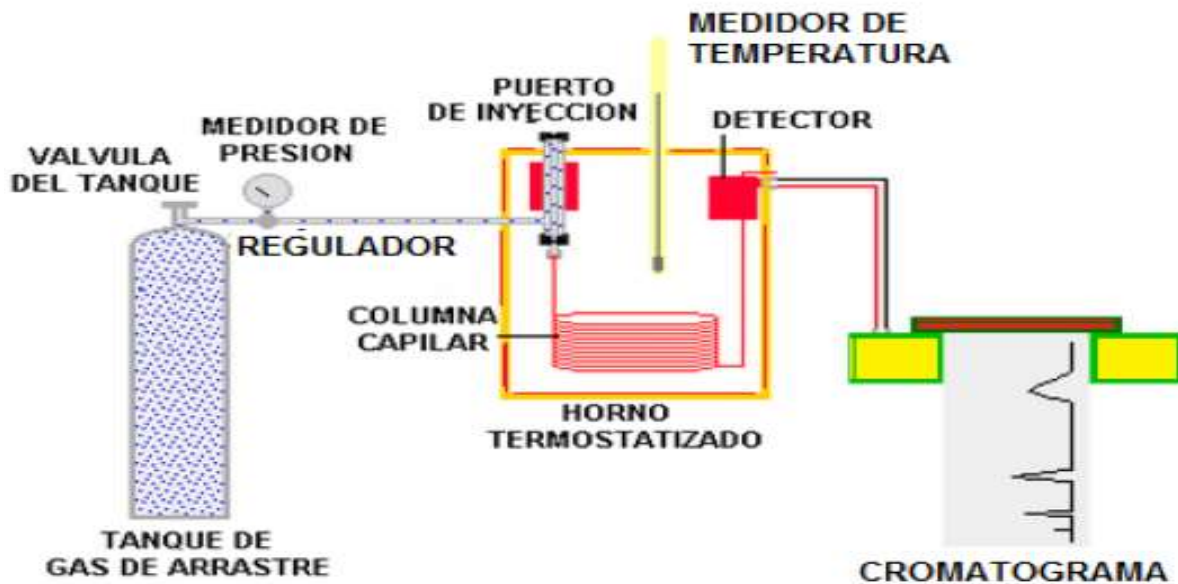 MEDIDOR DE
TEMPERATURA
PUERTO
DE INYECCION
DETECTOR
MEDIDOR DE
PRESION
VALVULA
DEL TANQUE
REGULADOR
COLUMNA
CAPILAR
HORNO
TERMOSTATIZADO
TANQUE DE
GAS DE ARRASTRE
CROMATOGRAMA